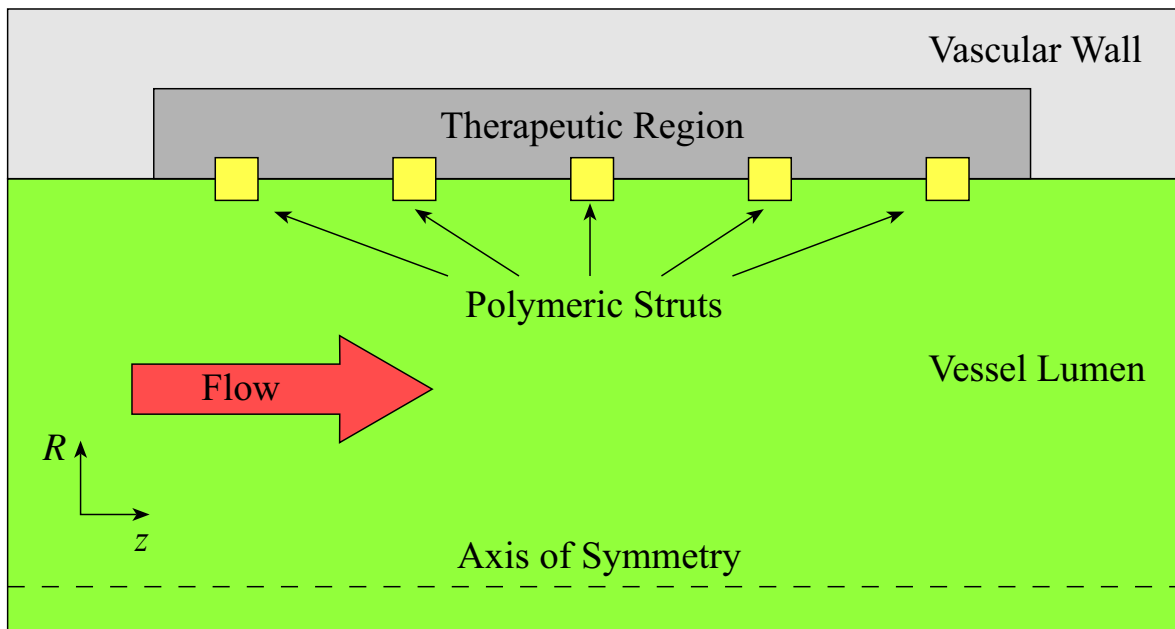 Vascular Wall
Therapeutic Region
Polymeric Struts
Vessel Lumen
Flow
R
z
Axis of Symmetry